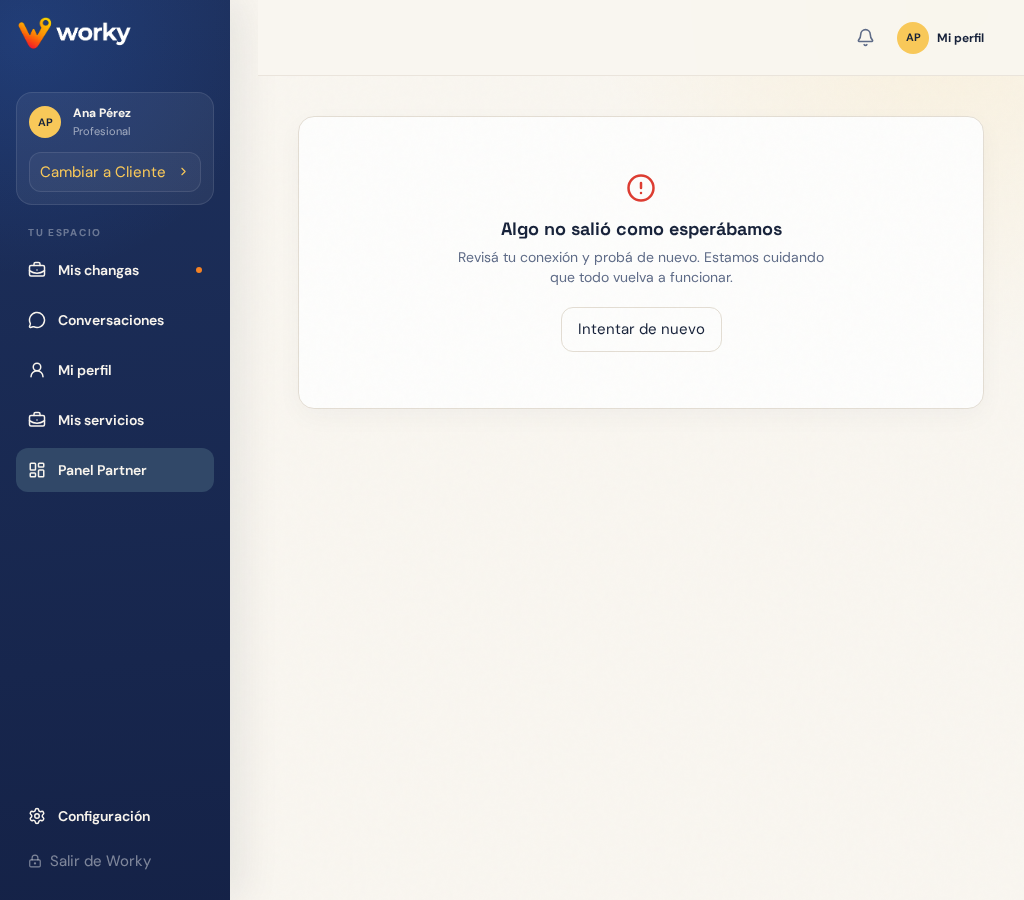 worky
AP
Ana Pérez
Profesional
Cambiar a Cliente
TU ESPACIO
Mis changas
Conversaciones
Mi perfil
Mis servicios
Panel Partner
Configuración
Salir de Worky
AP
Mi perfil
Algo no salió como esperábamos
Revisá tu conexión y probá de nuevo. Estamos cuidando
que todo vuelva a funcionar.
Intentar de nuevo